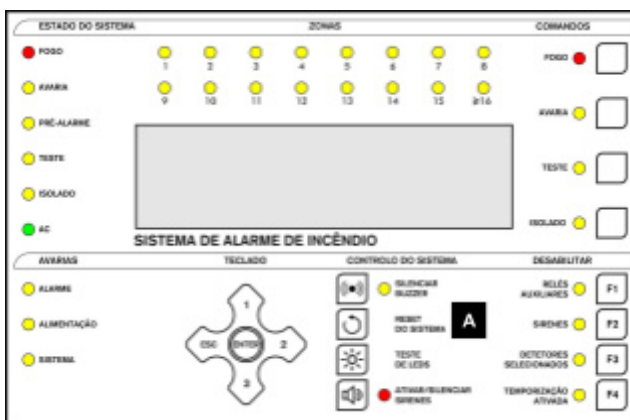 ESTADO DO SISTEMA
ZONAS
COMANDOS
FOGO
1 2 3 4 5 6 7 8
FOGO
AVARIA
9 10 11 12 13 14 15 ≥16
PRÉ-ALARME
AVARIA
TESTE
TESTE
ISOLADO
ISOLADO
AC
SISTEMA DE ALARME DE INCÊNDIO
AVARIAS
TECLADO
CONTROLO DO SISTEMA
DESABILITAR
ALARME
ALIMENTAÇÃO
SISTEMA
1
ESC
ENTER
2
3
SILENCIAR
BUZZER
RESET
DO SISTEMA
A
TESTE
DE LEDS
ATIVAR/SILENCIAR
SIRENES
RELÉS
AUXILIARES
F1
SIRENES
F2
DETETORES
SELECIONADOS
F3
TEMPORIZAÇÃO
ATIVADA
F4